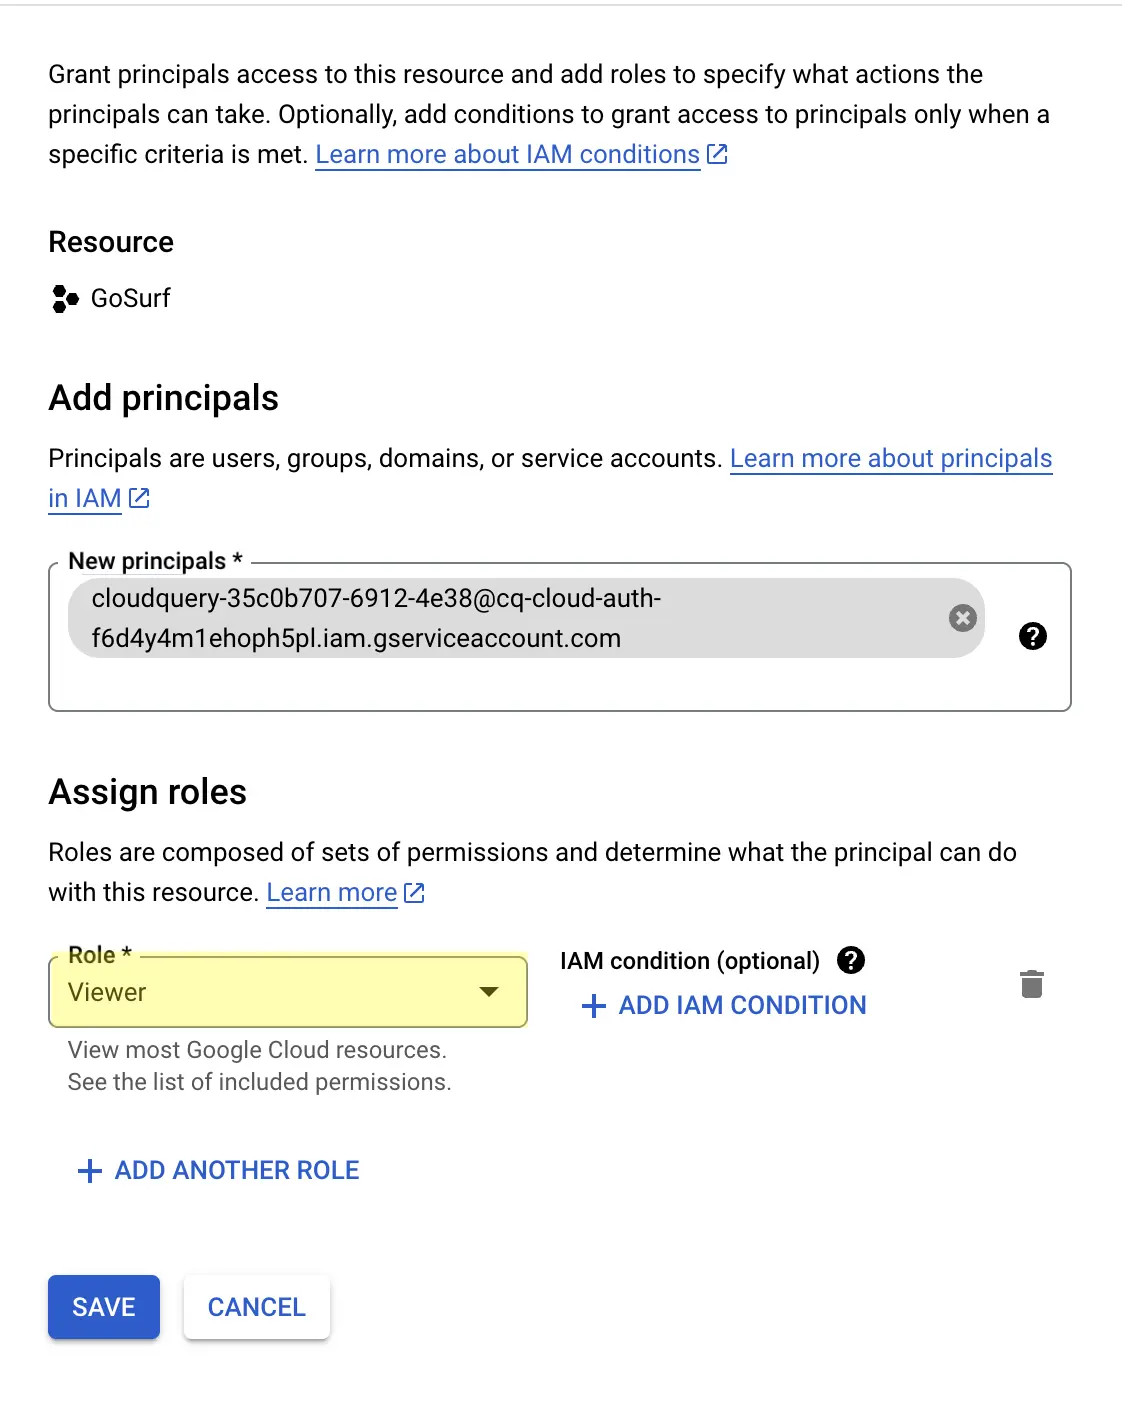 Grant principals access to this resource and add roles to specify what actions the
principals can take. Optionally, add conditions to grant access to principals only when a
specific criteria is met. Learn more about IAM conditions
Resource
GoSurf
Add principals
Principals are users, groups, domains, or service accounts. Learn more about principals
in IAM
New principals *
cloudquery-35c0b707-6912-4e38@cq-cloud-auth-
f6d4y4m1ehoph5pl.iam.gserviceaccount.com
Assign roles
Roles are composed of sets of permissions and determine what the principal can do
with this resource. Learn more
Role *
Viewer
IAM condition (optional)
ADD IAM CONDITION
View most Google Cloud resources.
See the list of included permissions.
ADD ANOTHER ROLE
SAVE CANCEL